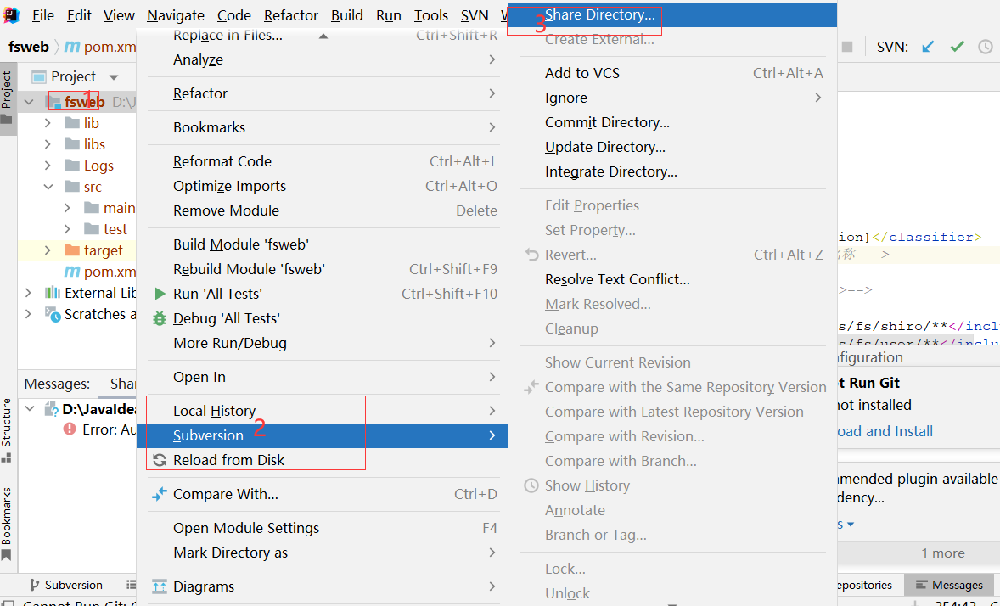 File Edit View Navigate Code Refactor Build Run Tools SVN
fsweb pom.xm
SVN:
Project
Project
fsweb D:\J
1
lib
libs
Logs
src
main
test
target
pom.xm
External Lib
Scratches a
Messages: Shar
D:\JavaIdea
Error: Au
Structure
Bookmarks
Subversion
Replace in Files... Ctrl+Shift+R
Analyze
Refactor
Bookmarks
Reformat Code Ctrl+Alt+L
Optimize Imports Ctrl+Alt+O
Remove Module Delete
Build Module 'fsweb'
Rebuild Module 'fsweb' Ctrl+Shift+F9
Run 'All Tests' Ctrl+Shift+F10
Debug 'All Tests'
More Run/Debug
Open In
Local History
2
Subversion
Reload from Disk
Compare With... Ctrl+D
Open Module Settings F4
Mark Directory as
Diagrams
Share Directory...
3
Create External...
Add to VCS Ctrl+Alt+A
Ignore
Commit Directory...
Update Directory...
Integrate Directory...
Edit Properties
Set Property...
Revert... Ctrl+Alt+Z
Resolve Text Conflict...
Mark Resolved...
Cleanup
Show Current Revision
Compare with the Same Repository Version
Compare with Latest Repository Version
Compare with Revision...
Compare with Branch...
Show History
Annotate
Branch or Tag...
Lock...
Unlock
ion}</classifier>
名称 -->
>-->
s/fs/shiro/**</incl
s/fs/user/**</inclu
figuration
t Run Git
not installed
oad and Install
mmended plugin available
dency...
s
1 more
epositories Messages
Cannot Run Git:
254:42